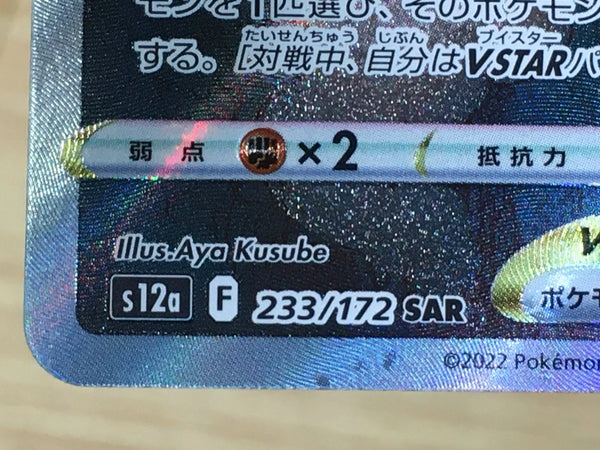 モンを1匹選び、そのポケモン
たいせんちゅう じぶん ブイスター
する。[対戦中、自分はVSTARパ
弱点 ×2 抵抗力
Illus.Aya Kusube
s12a F 233/172 SAR
ポケモ
©2022 Pokémon